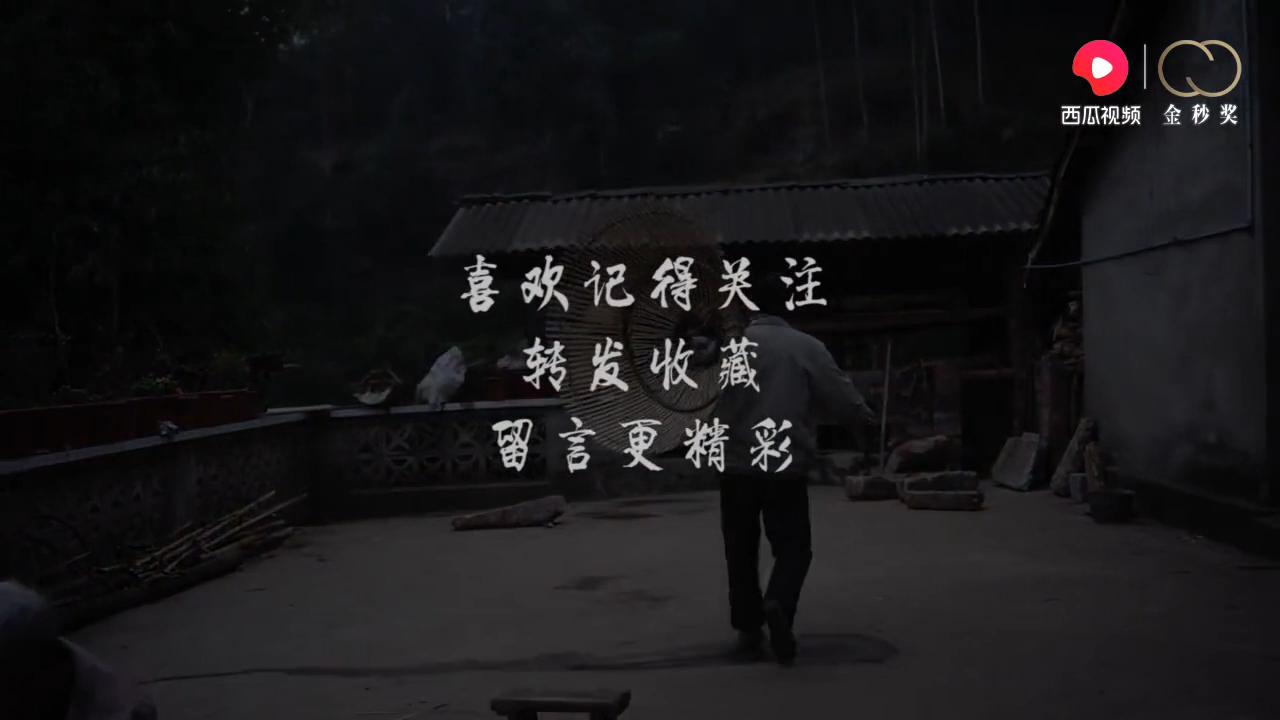 西瓜视频 金秒奖
喜欢记得关注
转发收藏
留言更精彩